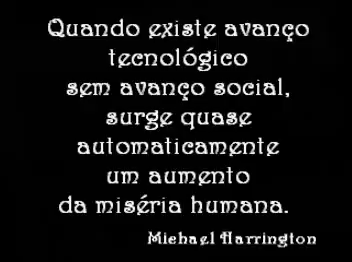 Quando existe avanço
tecnológico
sem avanço social,
surge quase
automaticamente
um aumento
da miséria humana.
Michael Harrington